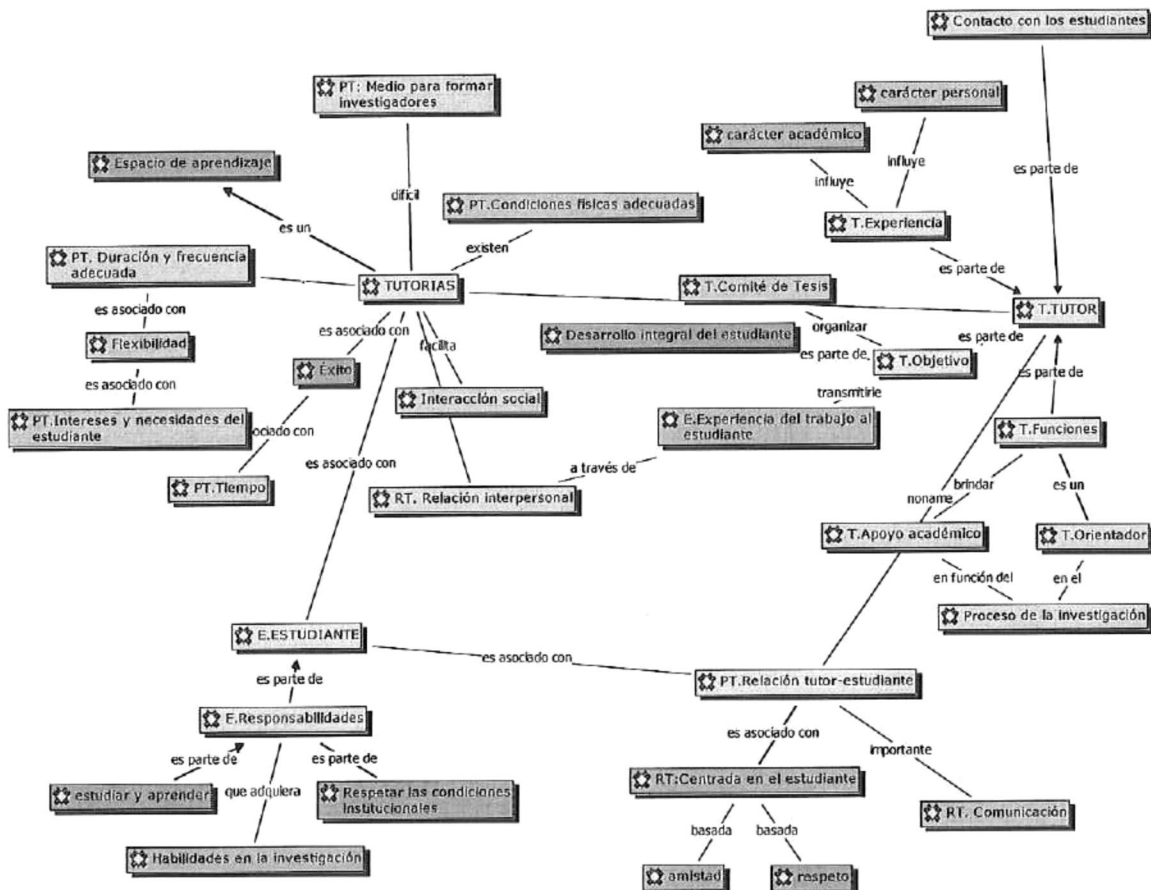 Contacto con los estudiantes
PT: Medio para formar
investigadores
carácter personal
carácter académico
Espacio de aprendizaje
influye
influye
es parte de
difícil
PT.Condiciones físicas adecuadas
T.Experiencia
es un
existen
PT. Duración y frecuencia
adecuada
es parte de
TUTORIAS
T.Comité de Tesis
T.TUTOR
es asociado con
es asociado con
facilita
organizar
es parte de
Flexibilidad
Desarrollo integral del estudiante
es parte de
T.Objetivo
Éxito
es parte de
es asociado con
transmitirle
Interacción social
PT.Intereses y necesidades del
estudiante
E.Experiencia del trabajo al
estudiante
T.Funciones
ociado con
es asociado con
a través de
brindar
es un
PT.Tiempo
RT. Relación interpersonal
noname
T.Apoyo académico
T.Orientador
en función del
en el
Proceso de la investigación
E.ESTUDIANTE
es asociado con
es parte de
PT.Relación tutor-estudiante
E.Responsabilidades
es asociado con
importante
es parte de
es parte de
que adquiera
RT:Centrada en el estudiante
estudiar y aprender
Respetar las condiciones
Institucionales
RT. Comunicación
basada
basada
Habilidades en la investigación
amistad
respeto